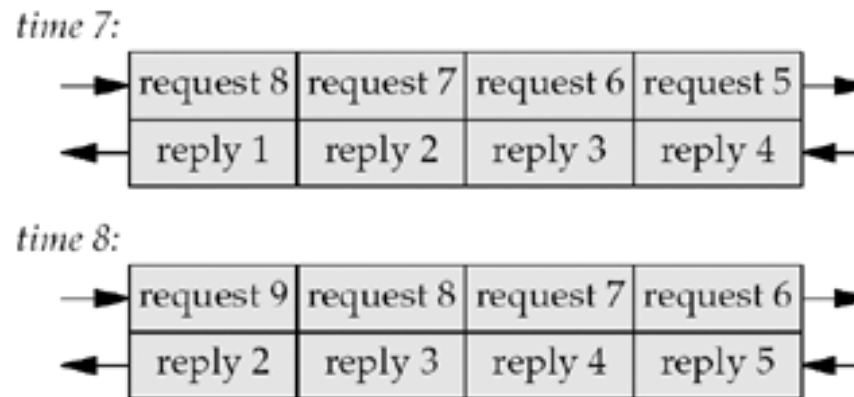 time 7:
request 8 request 7 request 6 request 5
reply 1 reply 2 reply 3 reply 4
time 8:
request 9 request 8 request 7 request 6
reply 2 reply 3 reply 4 reply 5